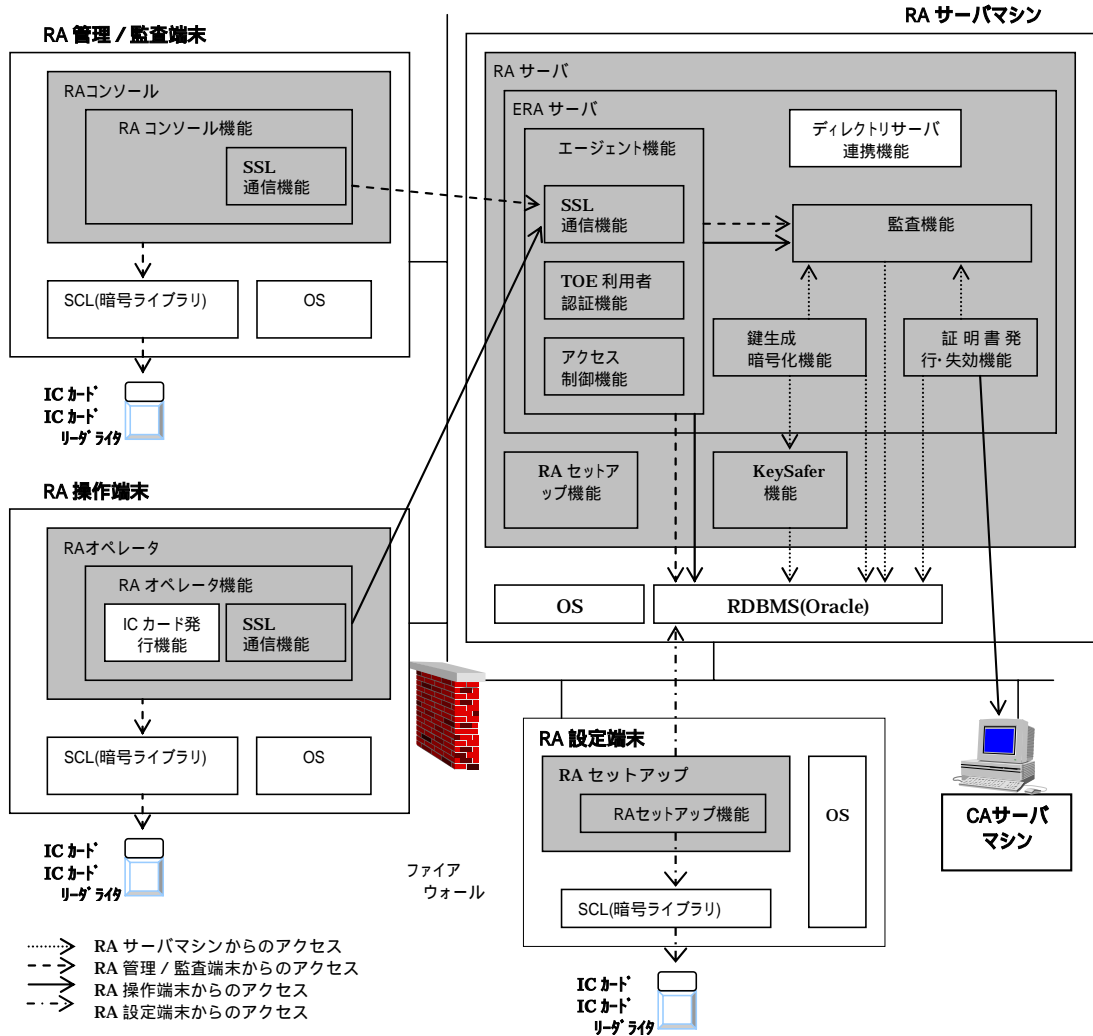 RA 管理 / 監査端末
RAコンソール
RA コンソール機能
SSL
通信機能
SCL(暗号ライブラリ)
OS
IC ｶｰﾄﾞ
IC ｶｰﾄﾞ
ﾘｰﾀﾞﾗｲﾀ
RA 操作端末
RAオペレータ
RA オペレータ機能
IC カード発
行機能
SSL
通信機能
SCL(暗号ライブラリ)
OS
IC ｶｰﾄﾞ
IC ｶｰﾄﾞ
ﾘｰﾀﾞﾗｲﾀ
RA サーバマシン
RA サーバ
ERA サーバ
エージェント機能
SSL
通信機能
TOE 利用者
認証機能
アクセス
制御機能
ディレクトリサーバ
連携機能
監査機能
鍵生成
暗号化機能
証 明 書 発
行･失効機能
RA セットア
ップ機能
KeySafer
機能
OS
RDBMS(Oracle)
ファイア
ウォール
RA 設定端末
RA セットアップ
RAセットアップ機能
SCL(暗号ライブラリ)
OS
IC ｶｰﾄﾞ
IC ｶｰﾄﾞ
ﾘｰﾀﾞﾗｲﾀ
CAサーバ
マシン
RA サーバマシンからのアクセス
RA 管理 / 監査端末からのアクセス
RA 操作端末からのアクセス
RA 設定端末からのアクセス